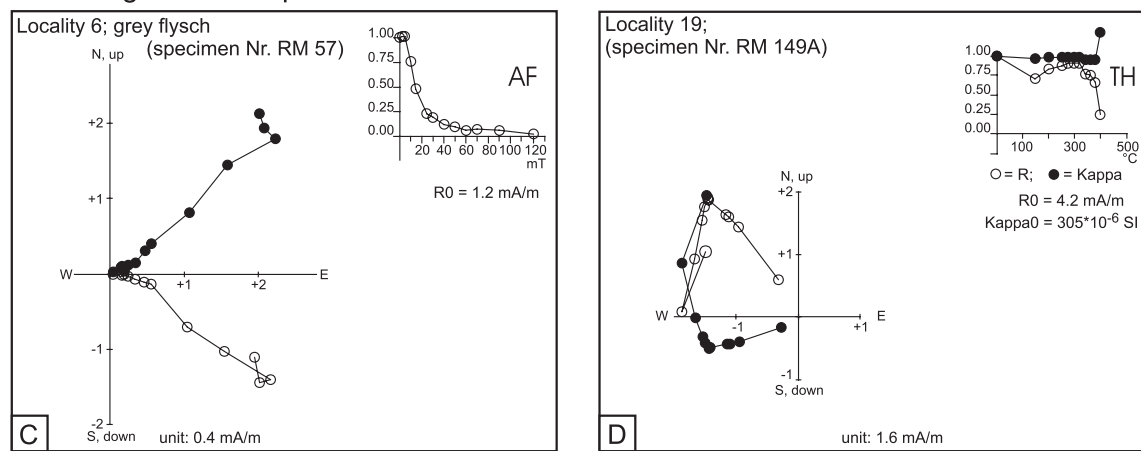 Locality 6; grey flysch
(specimen Nr. RM 57)
N, up
+2
+1
W
E
+1
+2
-1
-2
S, down
unit: 0.4 mA/m
C
1.00
0.75
0.50
0.25
0.00
AF
20 40 60 80 90 100 120
mT
R0 = 1.2 mA/m
Locality 19;
(specimen Nr. RM 149A)
1.00
0.75
0.50
0.25
0.00
TH
100 300 500
°C
○ = R; ● = Kappa
R0 = 4.2 mA/m
Kappa0 = 305*10-6 SI
N, up
+2
+1
W
-1
+1
E
-1
S, down
unit: 1.6 mA/m
D